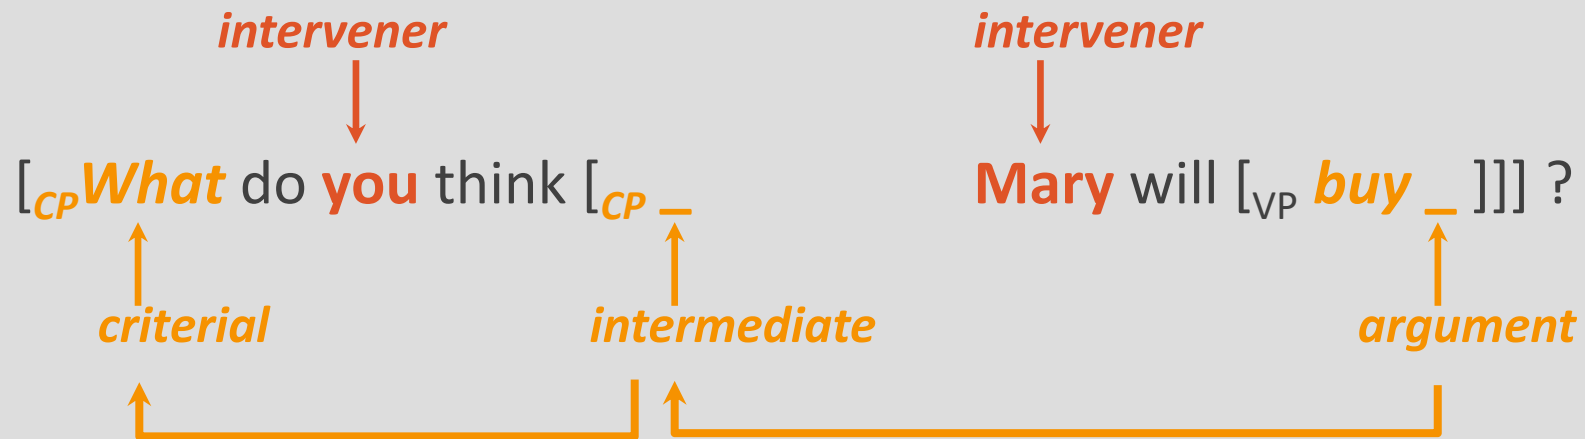 intervener intervener
[CP What do you think [CP _ Mary will [VP buy _ ]]] ?
criterial intermediate argument